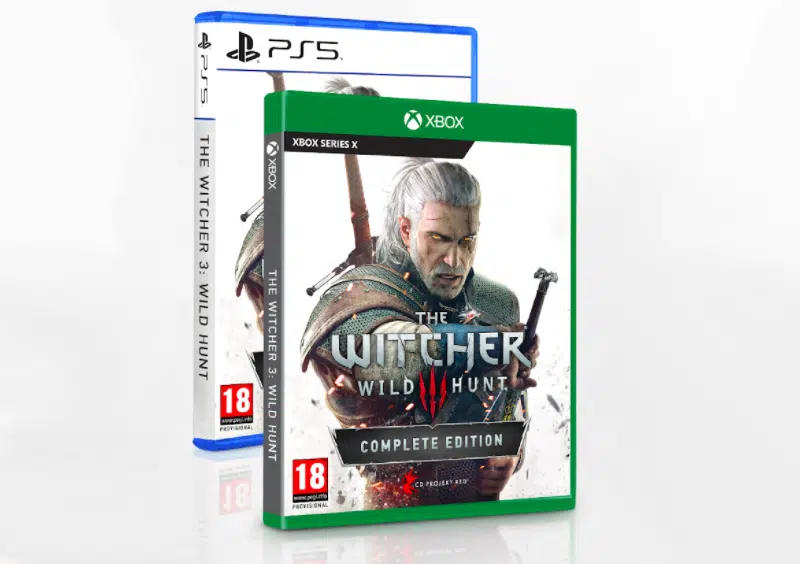 PS5
PS5
THE WITCHER 3: WILD HUNT
18
www.pegi.info
PROVISIONAL
XBOX
XBOX SERIES X
XBOX
THE WITCHER 3: WILD HUNT
THE
WITCHER
WILD HUNT
COMPLETE EDITION
CD PROJEKT RED
18
www.pegi.info
PROVISIONAL